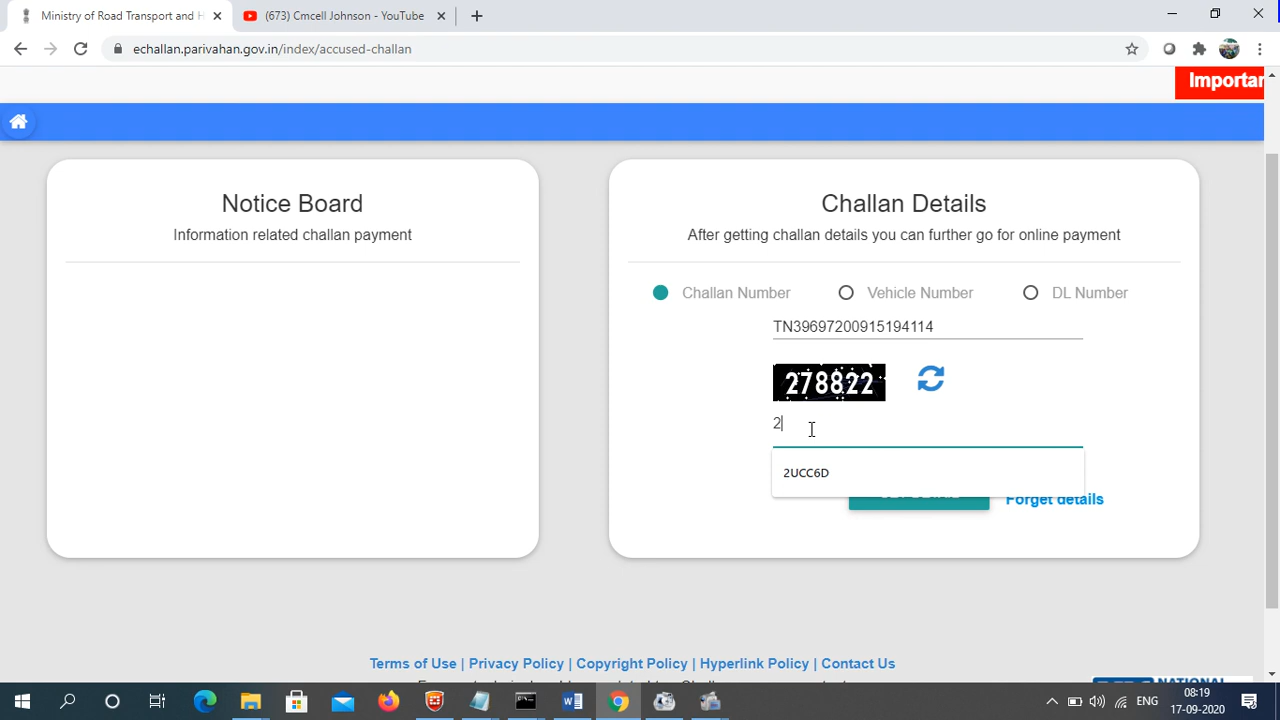 Ministry of Road Transport and H
(673) Cmcell Johnson - YouTube
echallan.parivahan.gov.in/index/accused-challan
Importan
Notice Board
Information related challan payment
Challan Details
After getting challan details you can further go for online payment
Challan Number
Vehicle Number
DL Number
TN39697200915194114
278822
2
2UCC6D
Forget details
Terms of Use | Privacy Policy | Copyright Policy | Hyperlink Policy | Contact Us
NATIONAL
ENG
08:19
17-09-2020